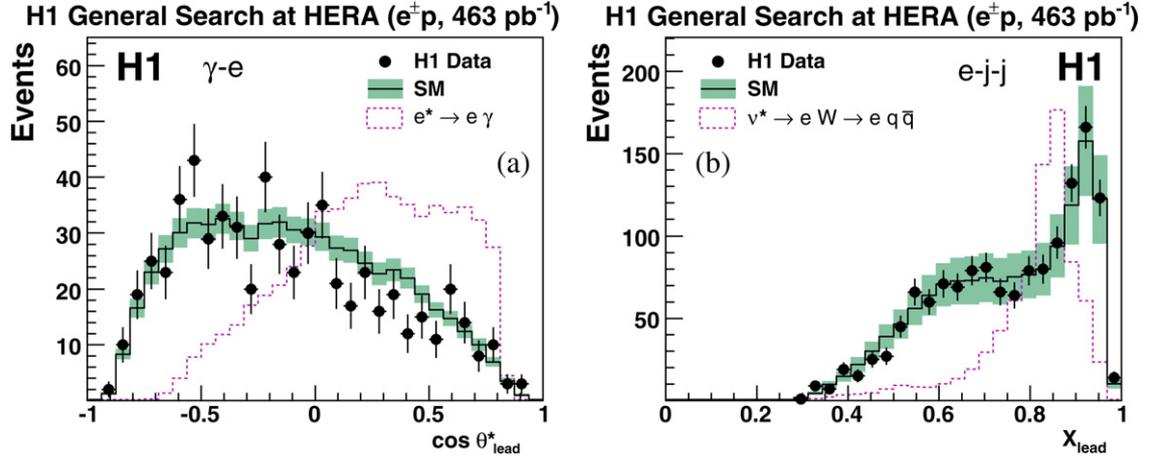 H1 General Search at HERA (e±p, 463 pb-1)
Events
60
50
40
30
20
10
H1
γ-e
H1 Data
SM
e* → e γ
(a)
-1
-0.5
0
0.5
1
cos θ*lead
H1 General Search at HERA (e±p, 463 pb-1)
Events
200
150
100
50
H1 Data
SM
ν* → e W → e q q̅
e-j-j
H1
(b)
0
0.2
0.4
0.6
0.8
1
Xlead